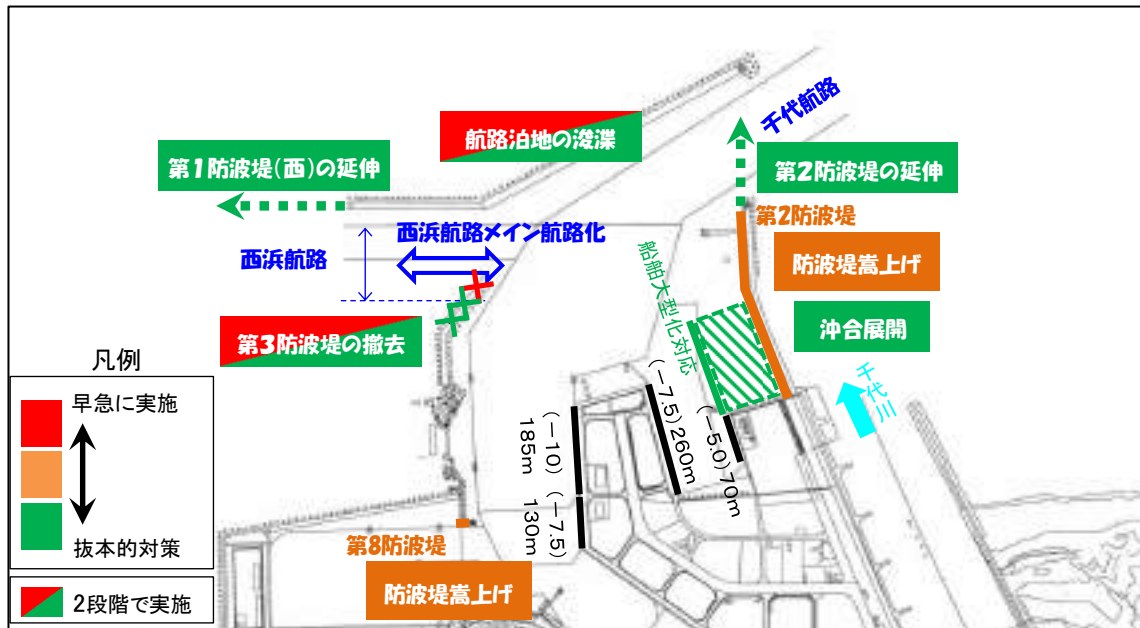 千代航路
航路泊地の浚渫
第1防波堤(西)の延伸
第2防波堤の延伸
第2防波堤
西浜航路メイン航路化
西浜航路
防波堤嵩上げ
船舶大型化対応
沖合展開
第3防波堤の撤去
千代川
凡例
早急に実施
抜本的対策
2段階で実施
(-10)
185m
(-7.5)
130m
(-7.5)260m
(-5.0)70m
第8防波堤
防波堤嵩上げ